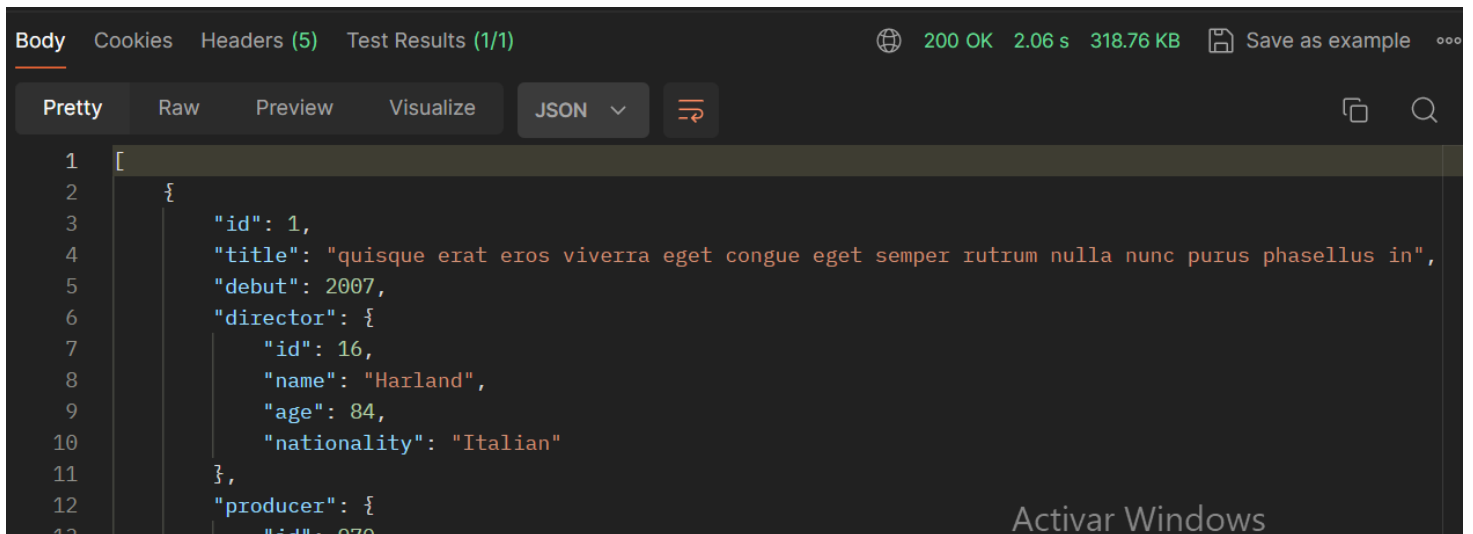 Body Cookies Headers (5) Test Results (1/1) 200 OK 2.06 s 318.76 KB Save as example
Pretty Raw Preview Visualize JSON
1 [
2 {
3 "id": 1,
4 "title": "quisque erat eros viverra eget congue eget semper rutrum nulla nunc purus phasellus in",
5 "debut": 2007,
6 "director": {
7 "id": 16,
8 "name": "Harland",
9 "age": 84,
10 "nationality": "Italian"
11 },
12 "producer": {
Activar Windows
13 "id":